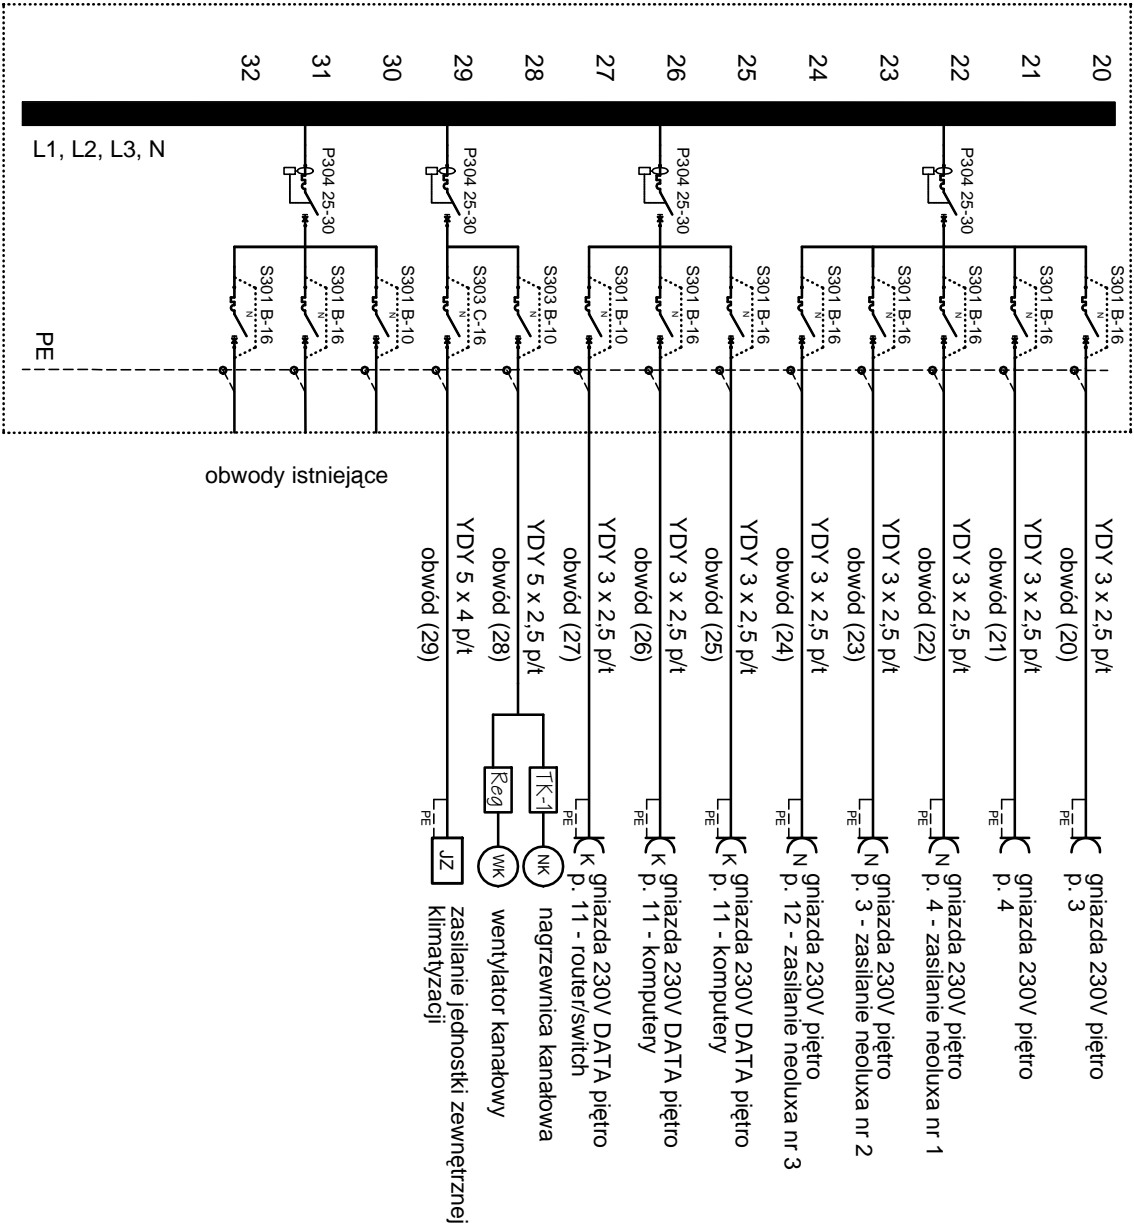 20
21
22
23
24
25
26
27
28
29
30
31
32
L1, L2, L3, N
P304 25-30
P304 25-30
P304 25-30
P304 25-30
S301 B-16
N
S301 B-16
N
S301 B-16
N
S301 B-16
N
S301 B-16
N
S301 B-16
N
S301 B-16
N
S301 B-10
N
S303 B-10
N
S303 C-16
N
S301 B-10
N
S301 B-16
N
S301 B-16
N
PE
obwody istniejące
YDY 3 x 2,5 p/t
obwód (20)
gniazda 230V piętro
p. 3
YDY 3 x 2,5 p/t
obwód (21)
gniazda 230V piętro
p. 4
YDY 3 x 2,5 p/t
obwód (22)
PE
N
gniazda 230V piętro
p. 4 - zasilanie neoluxa nr 1
YDY 3 x 2,5 p/t
obwód (23)
PE
N
gniazda 230V piętro
p. 3 - zasilanie neoluxa nr 2
YDY 3 x 2,5 p/t
obwód (24)
PE
N
gniazda 230V piętro
p. 12 - zasilanie neoluxa nr 3
YDY 3 x 2,5 p/t
obwód (25)
PE
K
gniazda 230V DATA piętro
p. 11 - komputery
YDY 3 x 2,5 p/t
obwód (26)
PE
K
gniazda 230V DATA piętro
p. 11 - komputery
YDY 3 x 2,5 p/t
obwód (27)
PE
K
gniazda 230V DATA piętro
p. 11 - router/switch
YDY 5 x 2,5 p/t
obwód (28)
TK-1
NK
nagrzewnica kanałowa
Reg
WK
wentylator kanałowy
YDY 5 x 4 p/t
obwód (29)
PE
JZ
zasilanie jednostki zewnętrznej
klimatyzacji
PE
PE